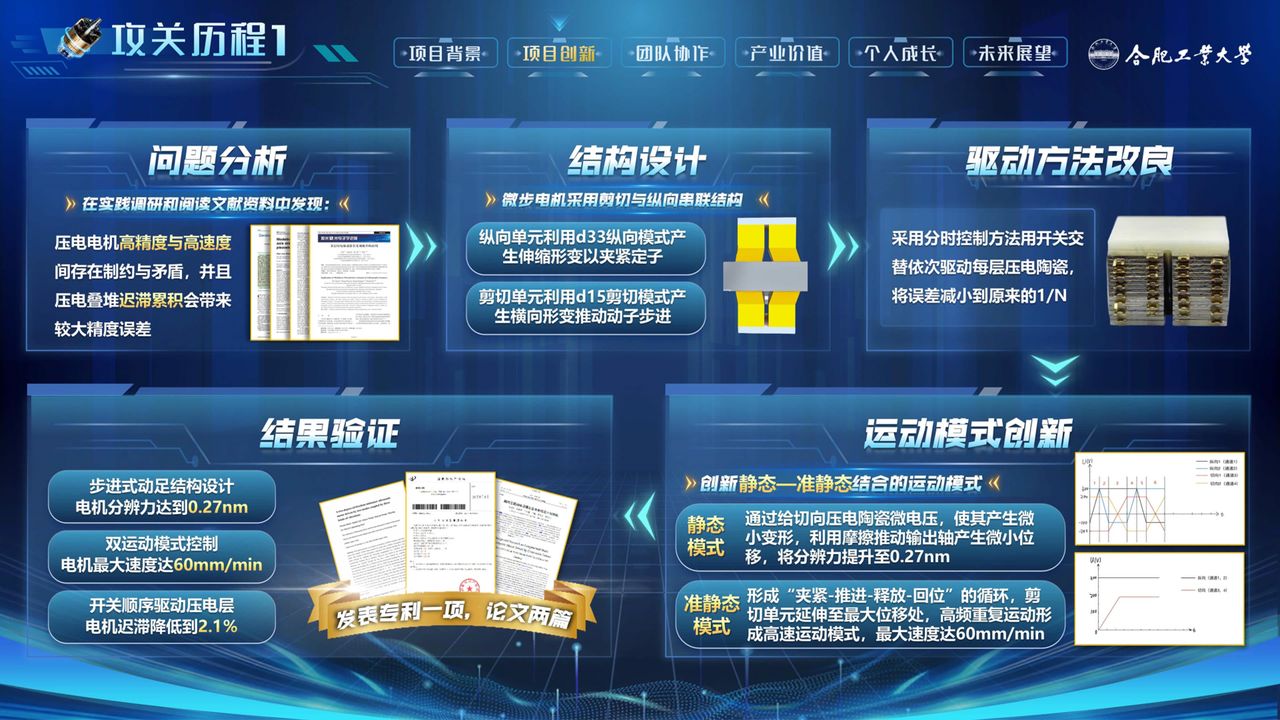 攻关历程1
项目背景
项目创新
团队协作
产业价值
个人成长
未来展望
合肥工业大学
问题分析
在实践调研和阅读文献资料中发现：
压电电机高精度与高速度
间存在制约与矛盾，并且
压电叠堆迟滞累积会带来
较大精度误差
结构设计
微步电机采用剪切与纵向串联结构
纵向单元利用d33纵向模式产
生伸缩形变以夹紧定子
剪切单元利用d15剪切模式产
生横向形变推动动子步进
驱动方法改良
采用分时控制方法配合开关交
替依次驱动每层压电陶瓷，
将误差减小到原来的1/N
运动模式创新
创新静态—准静态结合的运动模式
静态
模式
通过给切向压电片施加电压，使其产生微
小变形，利用摩擦推动输出轴产生微小位
移，将分辨力提升至0.27nm
准静态
模式
形成“夹紧-推进-释放-回位”的循环，剪
切单元延伸至最大位移处，高频重复运动形
成高速运动模式，最大速度达60mm/min
结果验证
步进式动足结构设计
电机分辨力达到0.27nm
双运动模式控制
电机最大速度达60mm/min
开关顺序驱动压电层
电机迟滞降低到2.1%
发表专利一项，论文两篇